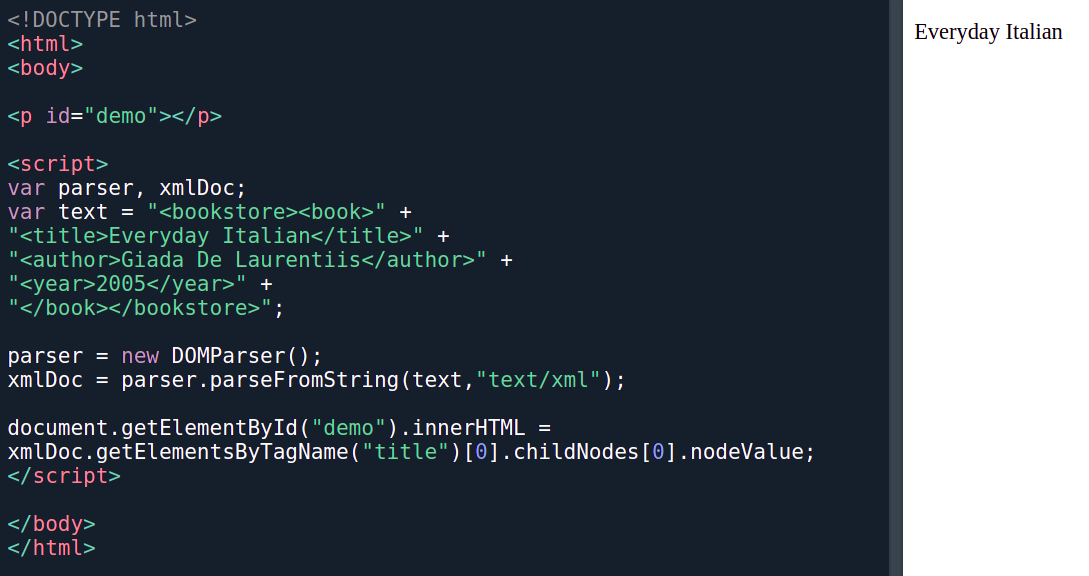 <!DOCTYPE html>
<html>
<body>

<p id="demo"></p>

<script>
var parser, xmlDoc;
var text = "<bookstore><book>" +
"<title>Everyday Italian</title>" +
"<author>Giada De Laurentiis</author>" +
"<year>2005</year>" +
"</book></bookstore>";

parser = new DOMParser();
xmlDoc = parser.parseFromString(text,"text/xml");

document.getElementById("demo").innerHTML =
xmlDoc.getElementsByTagName("title")[0].childNodes[0].nodeValue;
</script>

</body>
</html>
Everyday Italian